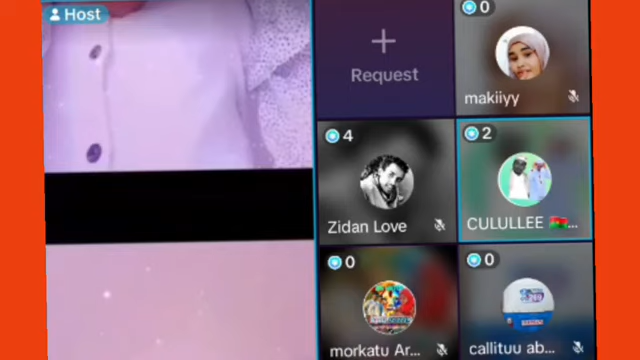 Host
Request
0
makiiyy
4
Zidan Love
2
CULULLEE 🇧🇫...
0
morkatu Ar...
0
callituu ab...